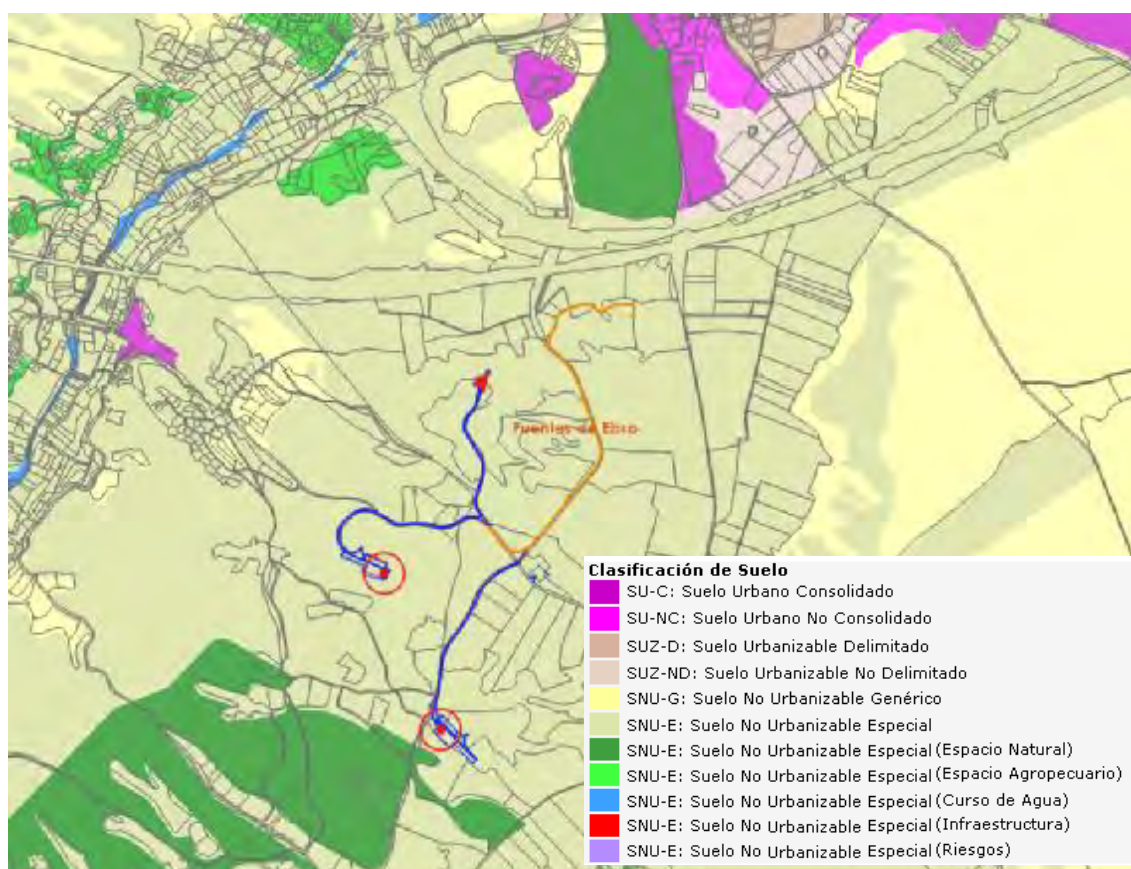 Fuentes de Ebro
Clasificación de Suelo
SU-C: Suelo Urbano Consolidado
SU-NC: Suelo Urbano No Consolidado
SUZ-D: Suelo Urbanizable Delimitado
SUZ-ND: Suelo Urbanizable No Delimitado
SNU-G: Suelo No Urbanizable Genérico
SNU-E: Suelo No Urbanizable Especial
SNU-E: Suelo No Urbanizable Especial (Espacio Natural)
SNU-E: Suelo No Urbanizable Especial (Espacio Agropecuario)
SNU-E: Suelo No Urbanizable Especial (Curso de Agua)
SNU-E: Suelo No Urbanizable Especial (Infraestructura)
SNU-E: Suelo No Urbanizable Especial (Riesgos)